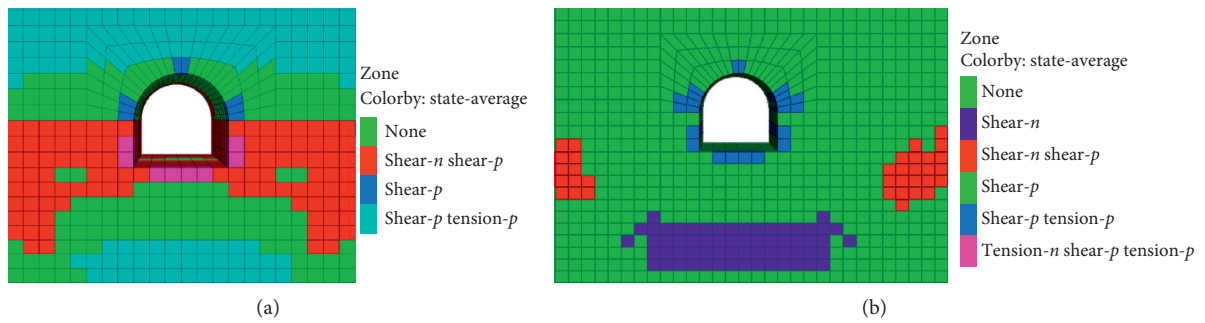 Zone
Colorby: state-average
None
Shear-n shear-p
Shear-p
Shear-p tension-p
(a)
Zone
Colorby: state-average
None
Shear-n
Shear-n shear-p
Shear-p
Shear-p tension-p
Tension-n shear-p tension-p
(b)